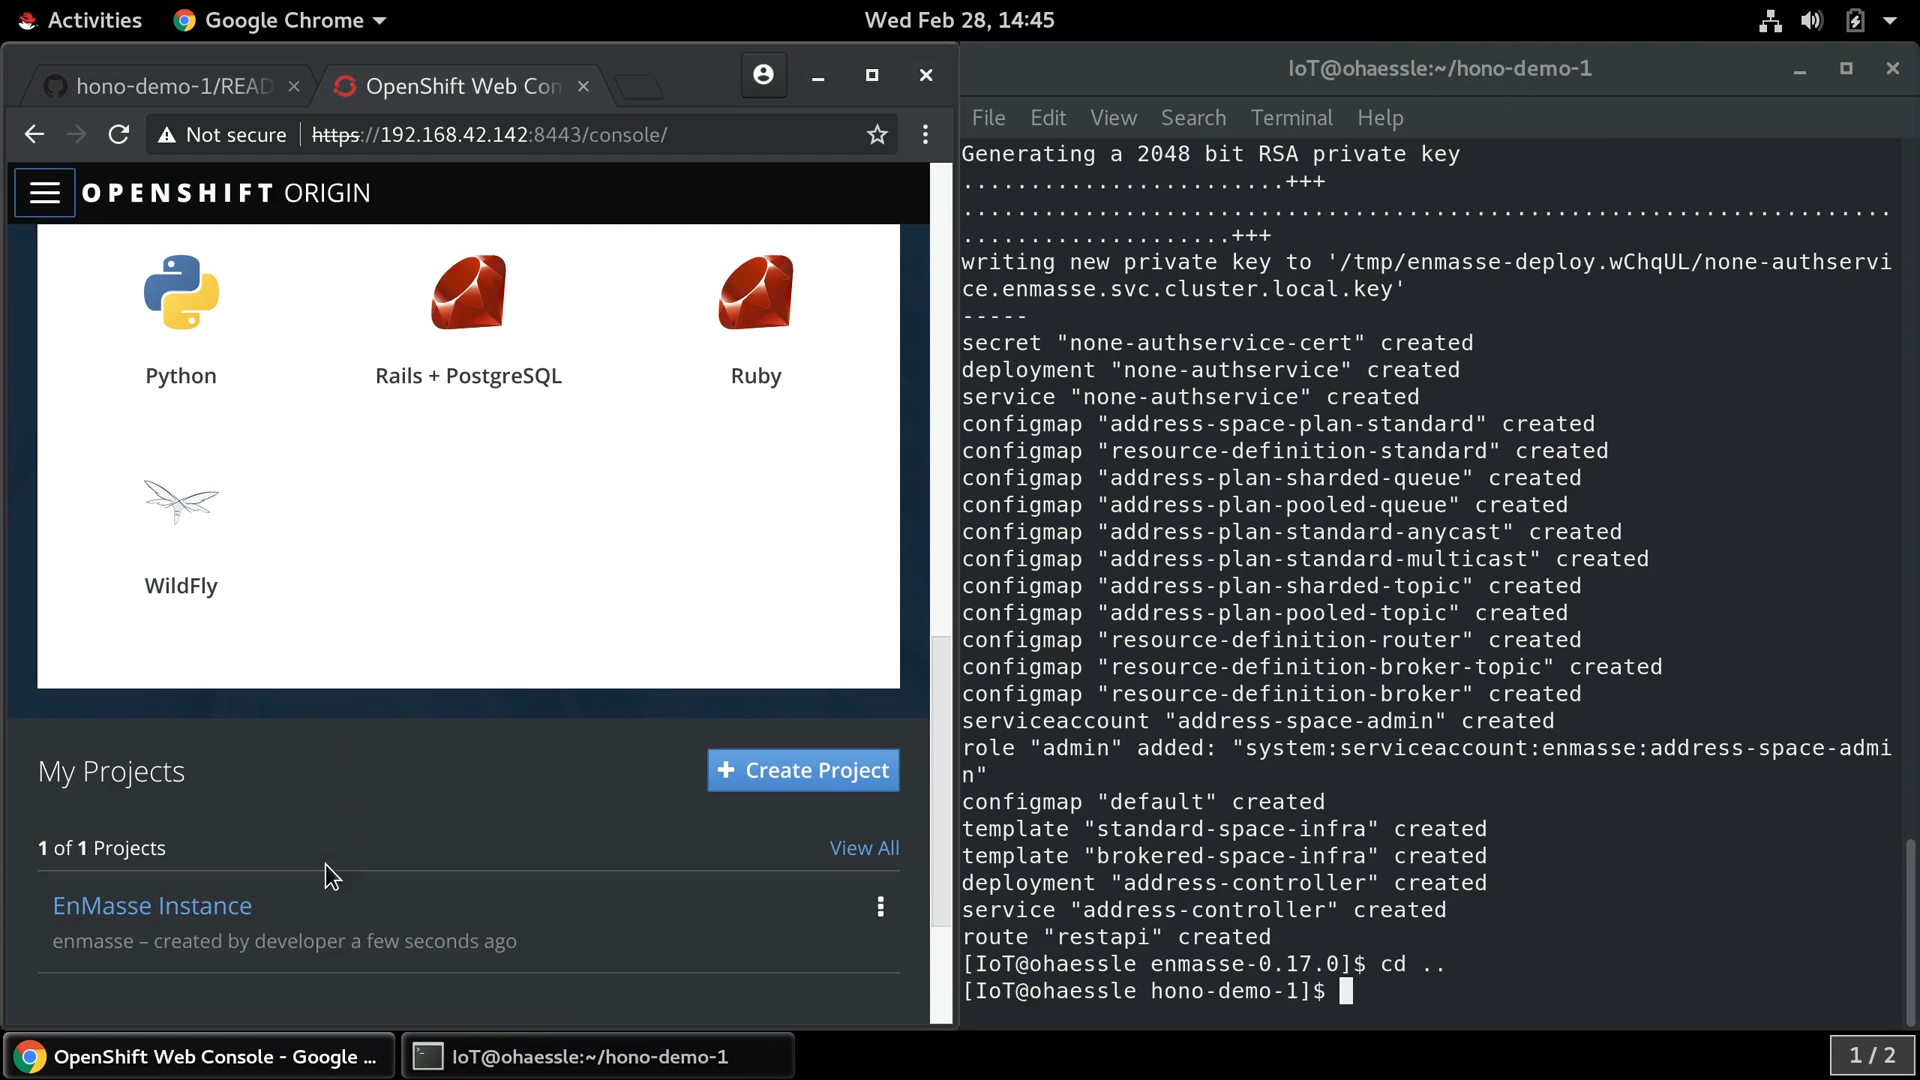 Activities
Google Chrome
Wed Feb 28, 14:45
hono-demo-1/READ
OpenShift Web Con
Not secure
https://192.168.42.142:8443/console/
OPENSHIFT ORIGIN
Python
Rails + PostgreSQL
Ruby
WildFly
My Projects
+ Create Project
1 of 1 Projects
View All
EnMasse Instance
enmasse – created by developer a few seconds ago
IoT@ohaessle:~/hono-demo-1
File Edit View Search Terminal Help
Generating a 2048 bit RSA private key
........................+++
.....................................................................
....................+++
writing new private key to '/tmp/enmasse-deploy.wChqUL/none-authservi
ce.enmasse.svc.cluster.local.key'
-----
secret "none-authservice-cert" created
deployment "none-authservice" created
service "none-authservice" created
configmap "address-space-plan-standard" created
configmap "resource-definition-standard" created
configmap "address-plan-sharded-queue" created
configmap "address-plan-pooled-queue" created
configmap "address-plan-standard-anycast" created
configmap "address-plan-standard-multicast" created
configmap "address-plan-sharded-topic" created
configmap "address-plan-pooled-topic" created
configmap "resource-definition-router" created
configmap "resource-definition-broker-topic" created
configmap "resource-definition-broker" created
serviceaccount "address-space-admin" created
role "admin" added: "system:serviceaccount:enmasse:address-space-admi
n"
configmap "default" created
template "standard-space-infra" created
template "brokered-space-infra" created
deployment "address-controller" created
service "address-controller" created
route "restapi" created
[IoT@ohaessle enmasse-0.17.0]$ cd ..
[IoT@ohaessle hono-demo-1]$
OpenShift Web Console - Google ...
IoT@ohaessle:~/hono-demo-1
1 / 2